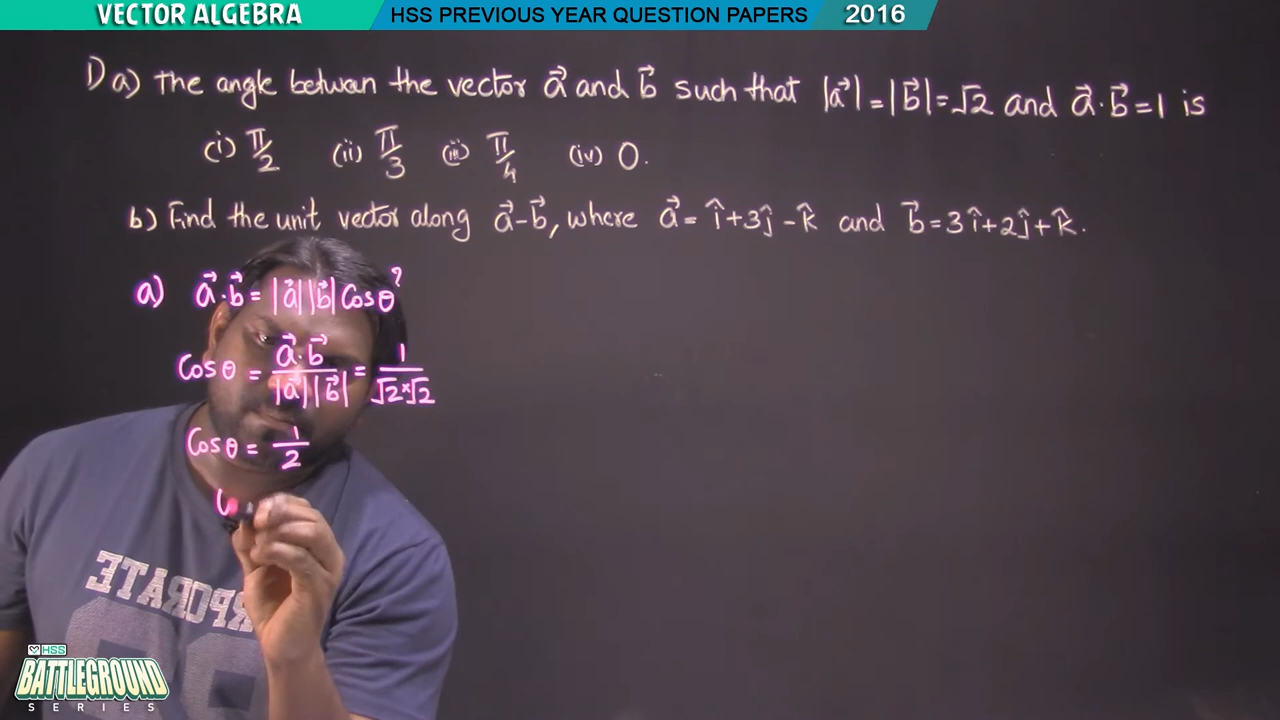 VECTOR ALGEBRA
HSS PREVIOUS YEAR QUESTION PAPERS
2016
1) a) The angle betwen the vector a⃗ and b⃗ such that |a⃗| = |b⃗| = √2 and a⃗ · b⃗ = 1 is
(i) π/2 (ii) π/3 (iii) π/4 (iv) 0.
b) Find the unit vector along a⃗ - b⃗, where a⃗ = î + 3ĵ - k̂ and b⃗ = 3î + 2ĵ + k̂.
a) a⃗ · b⃗ = |a⃗| |b⃗| Cos θ ?
Cos θ = a⃗ · b⃗ / |a⃗| |b⃗| = 1 / √2 × √2
Cos θ = 1/2
CORPORATE
HSS
BATTLEGROUND
SERIES